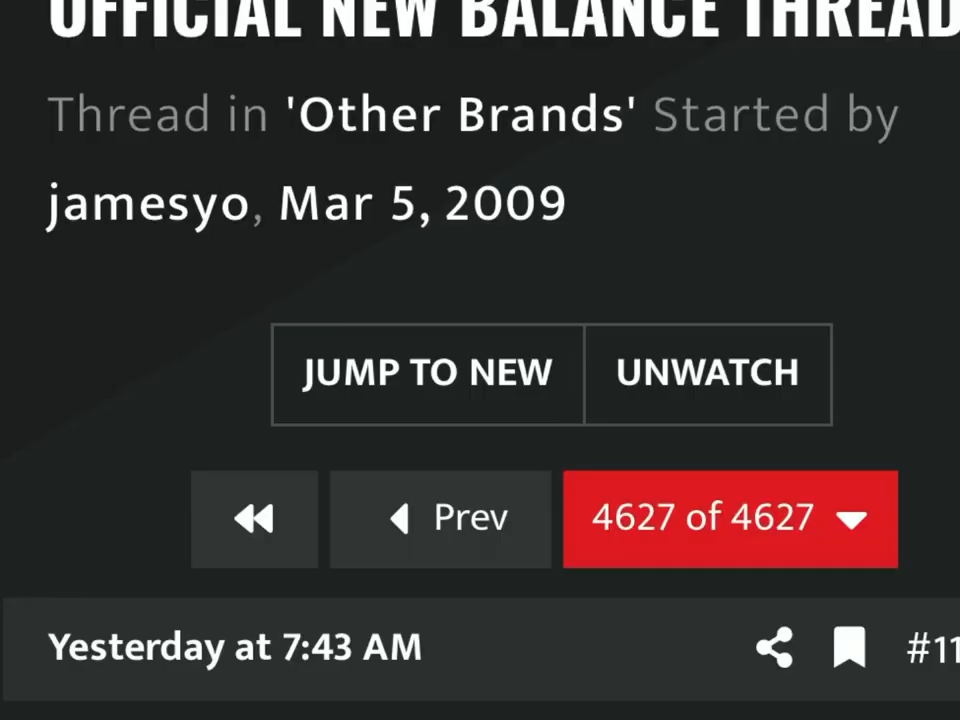 OFFICIAL NEW BALANCE THREAD
Thread in 'Other Brands' Started by
jamesyo, Mar 5, 2009
JUMP TO NEW UNWATCH
Prev 4627 of 4627
Yesterday at 7:43 AM #11